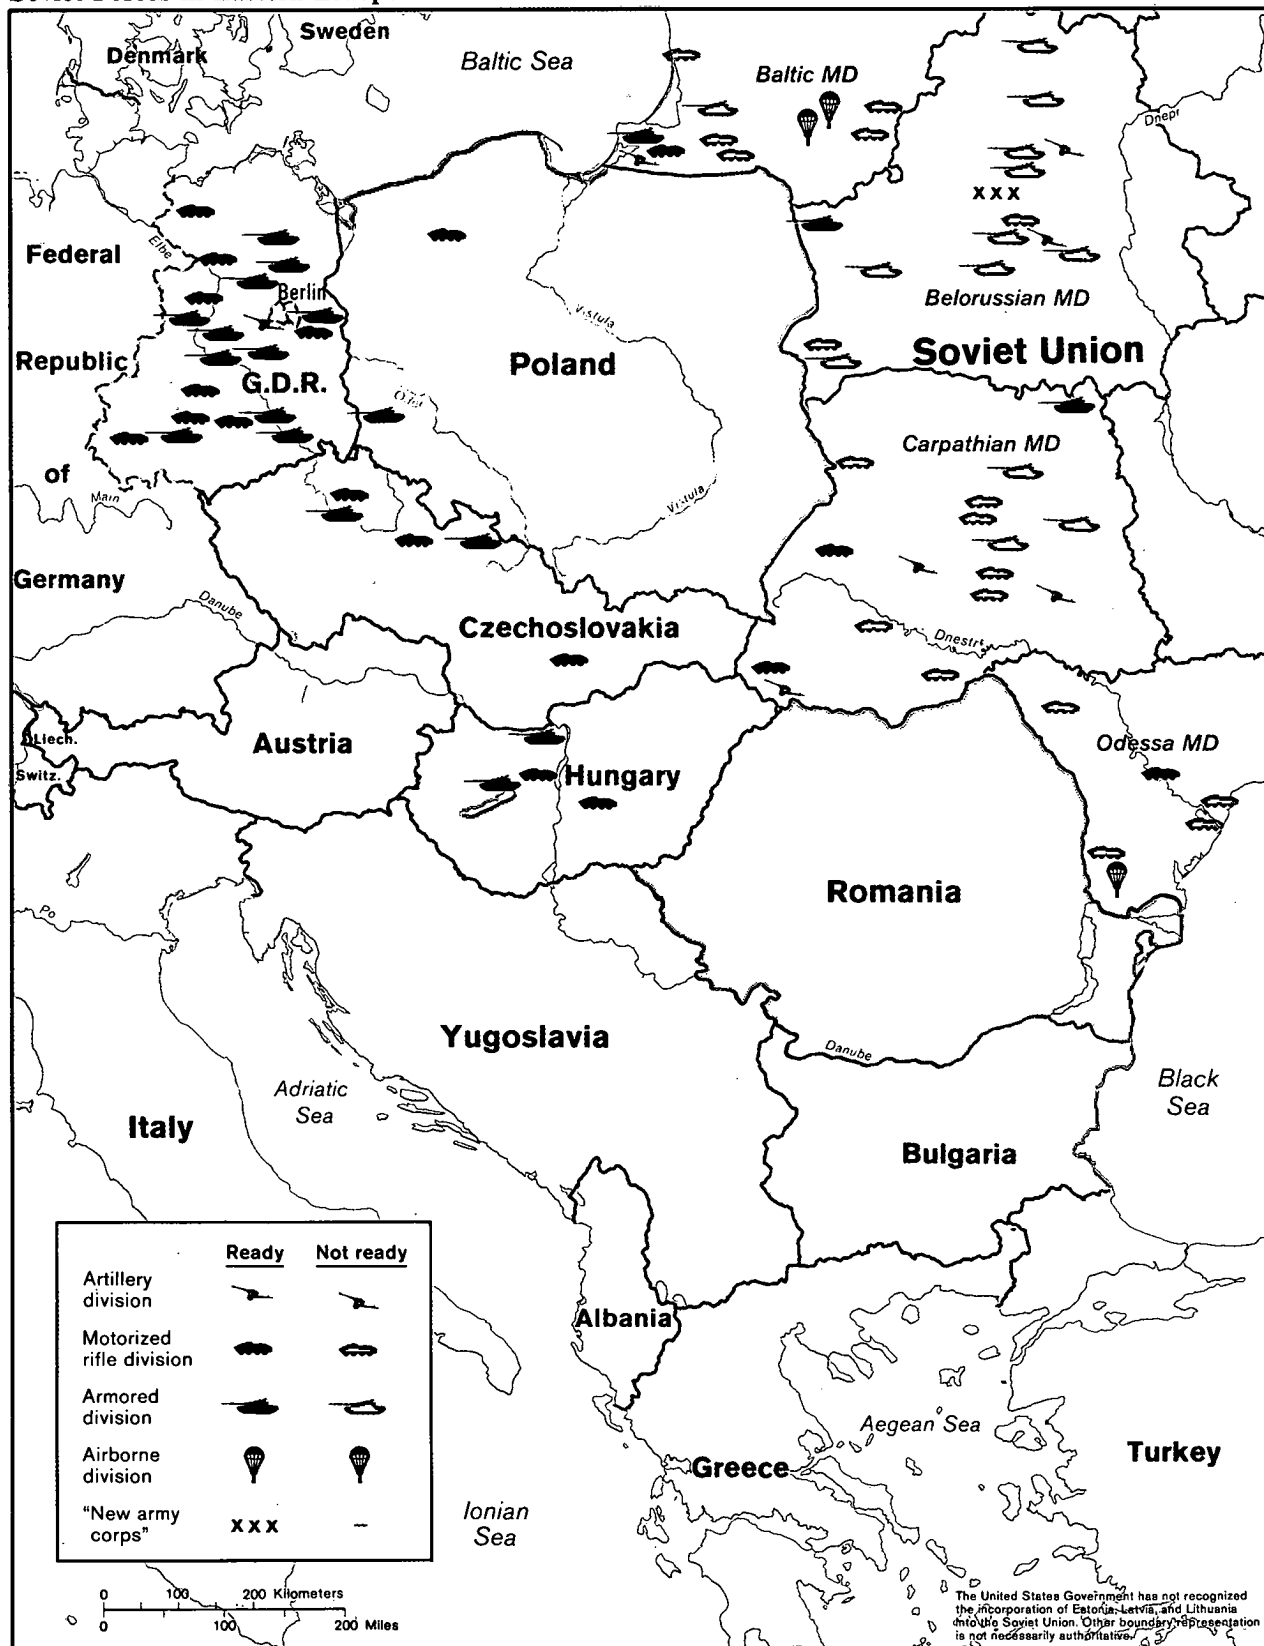 Sweden
Denmark
Baltic Sea
Baltic MD
Dnepr
XXX
Federal
Elbe
Berlin
Belorussian MD
Vistula
Republic
Poland
Soviet Union
G.D.R.
Oder
Carpathian MD
of
Main
Vistula
Germany
Danube
Czechoslovakia
Dnestr
Liech.
Austria
Odessa MD
Switz.
Hungary
Romania
Po
Yugoslavia
Danube
Adriatic
Sea
Black
Sea
Italy
Bulgaria
Ready Not ready
Artillery
division
Motorized
rifle division
Armored
division
Airborne
division
"New army
corps"
XXX –
Albania
Aegean Sea
Greece
Turkey
Ionian
Sea
0 100 200 Kilometers
0 200 Miles
The United States Government has not recognized
the incorporation of Estonia, Latvia, and Lithuania
into the Soviet Union. Other boundary representation
is not necessarily authoritative.